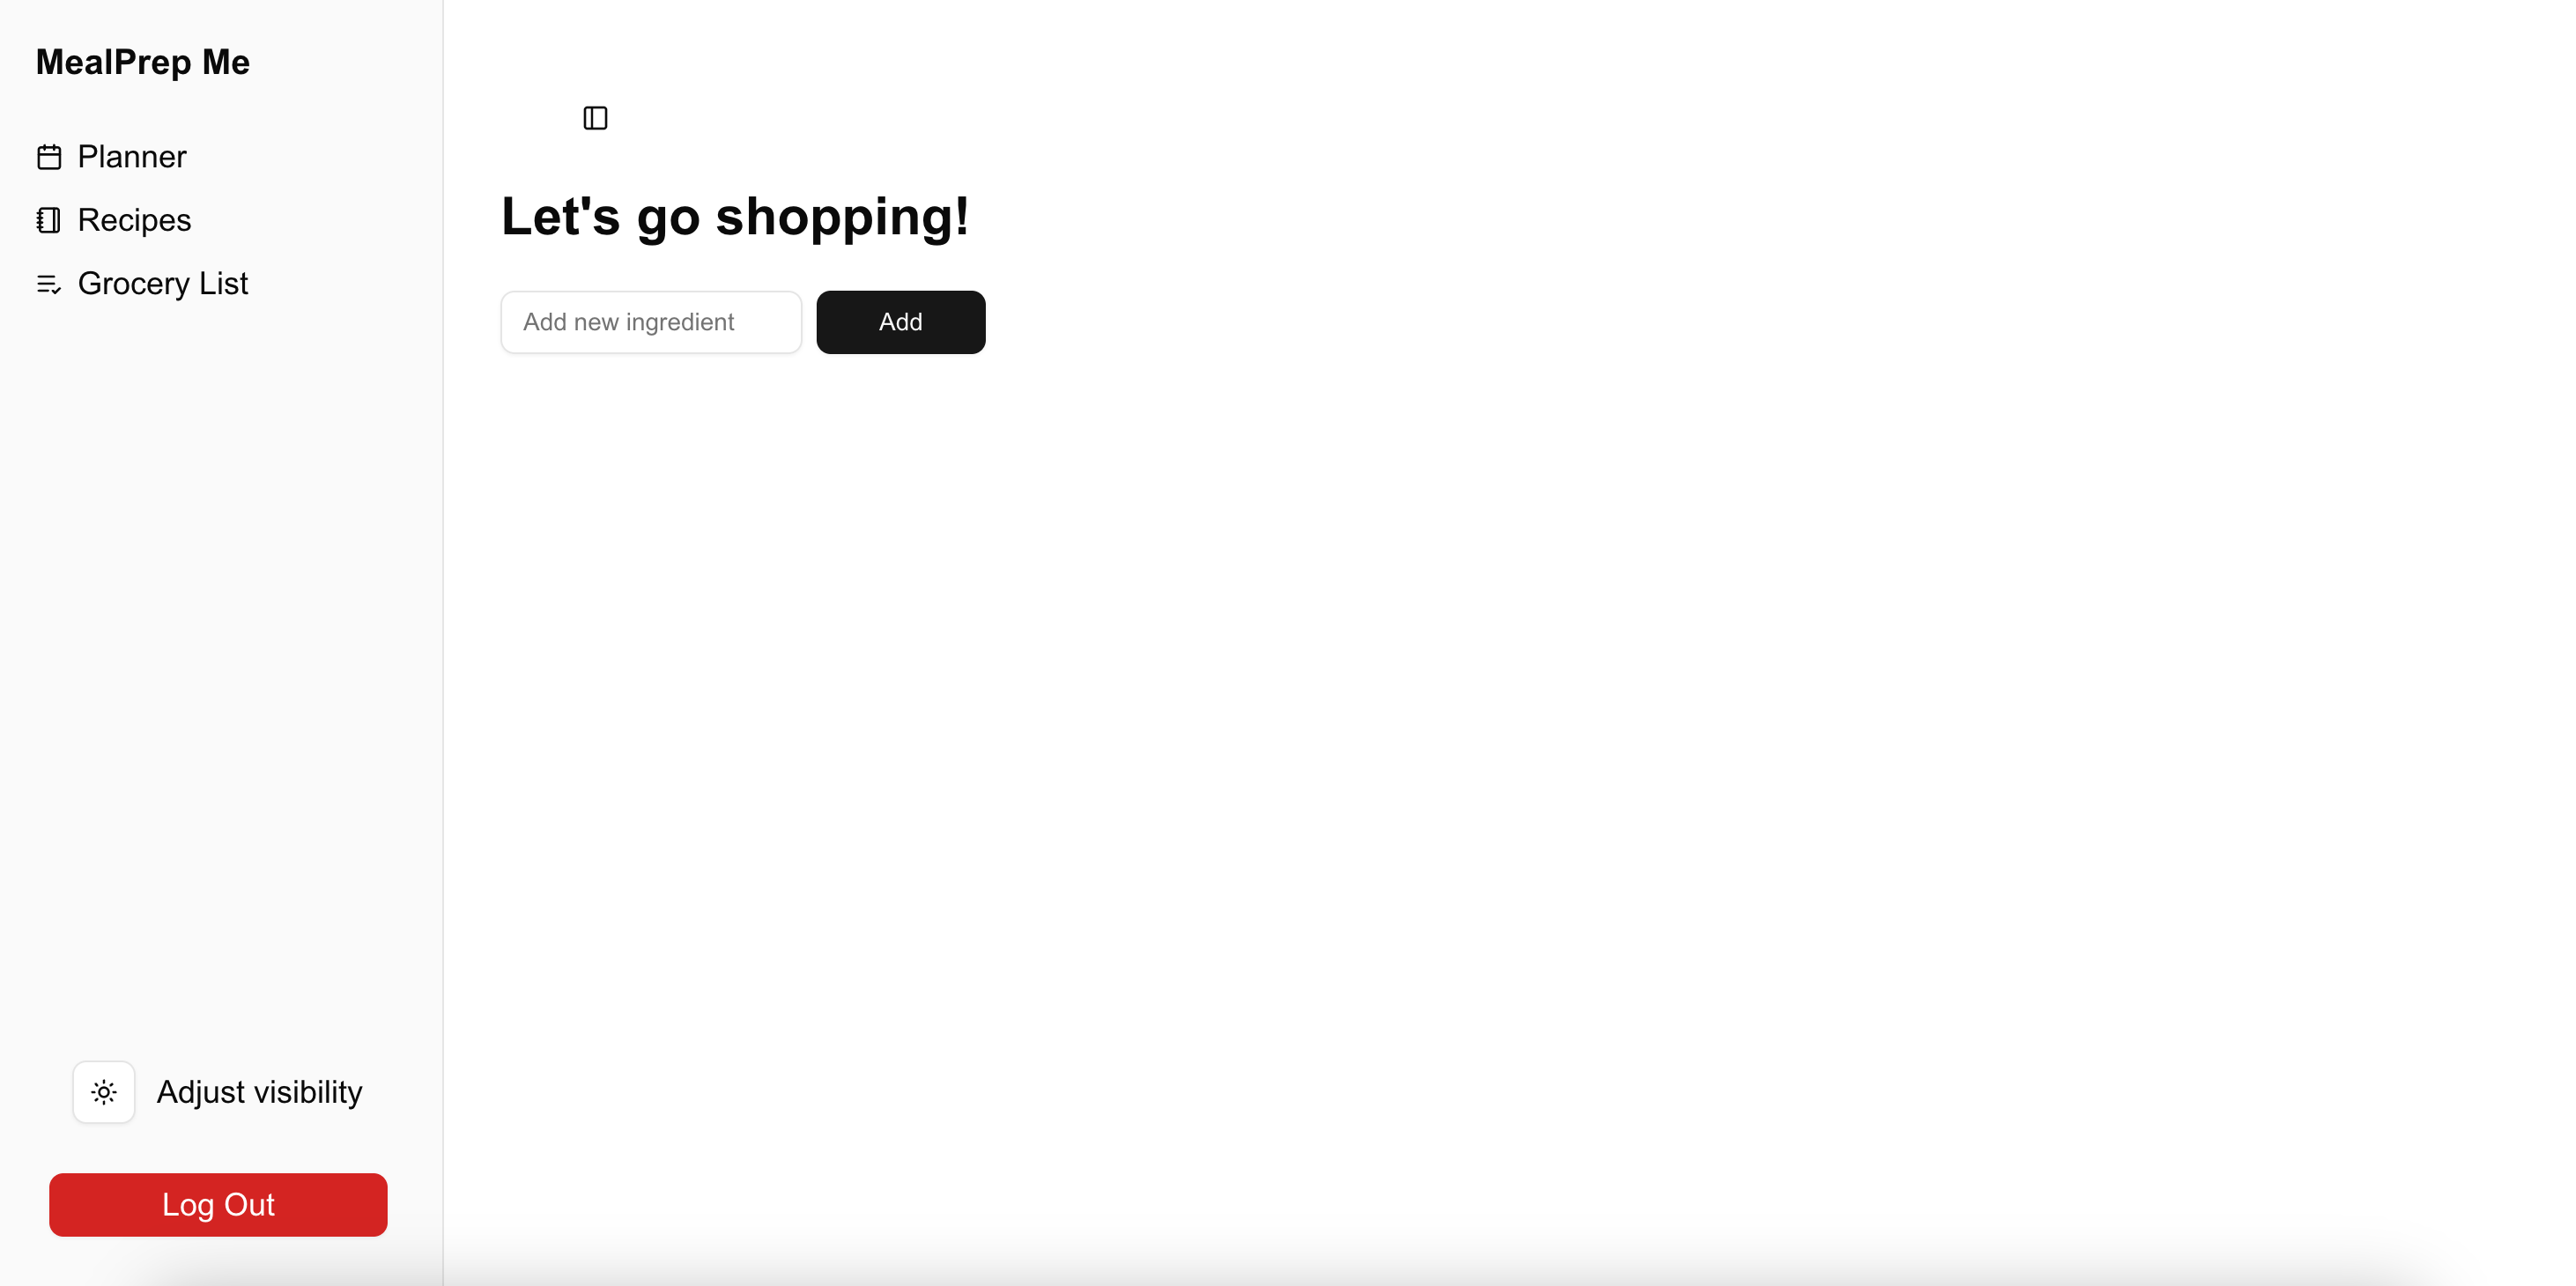 MealPrep Me
Planner
Recipes
Grocery List
Adjust visibility
Log Out
Let's go shopping!
Add new ingredient
Add